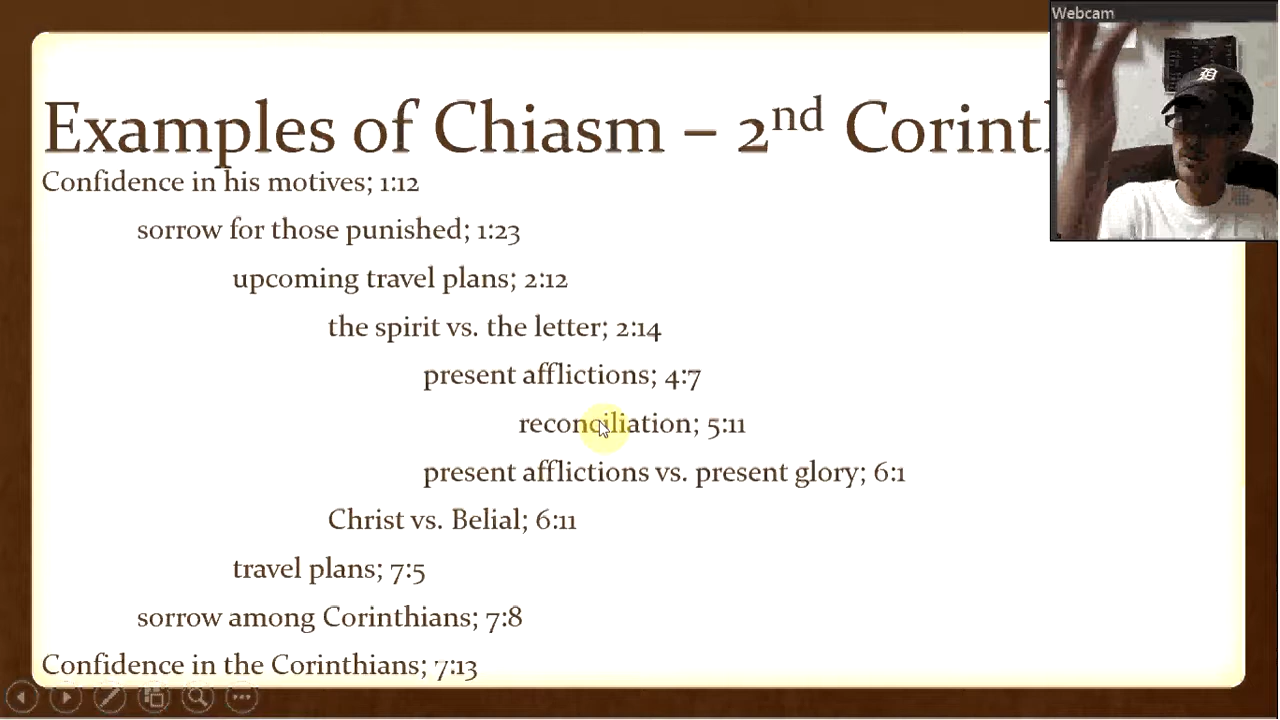 Webcam
Examples of Chiasm – 2nd Corint
Confidence in his motives; 1:12
sorrow for those punished; 1:23
upcoming travel plans; 2:12
the spirit vs. the letter; 2:14
present afflictions; 4:7
reconciliation; 5:11
present afflictions vs. present glory; 6:1
Christ vs. Belial; 6:11
travel plans; 7:5
sorrow among Corinthians; 7:8
Confidence in the Corinthians; 7:13